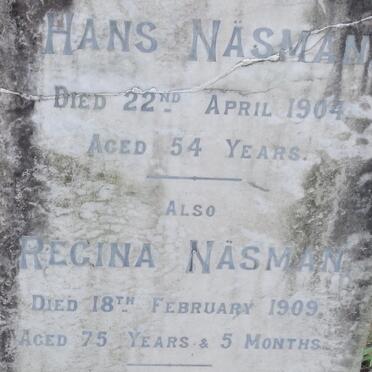 HANS NÄSMAN
DIED 22ND APRIL 1904.
AGED 54 YEARS.
ALSO
REGINA NÄSMAN,
DIED 18TH FEBRUARY 1909.
AGED 75 YEARS & 5 MONTHS.